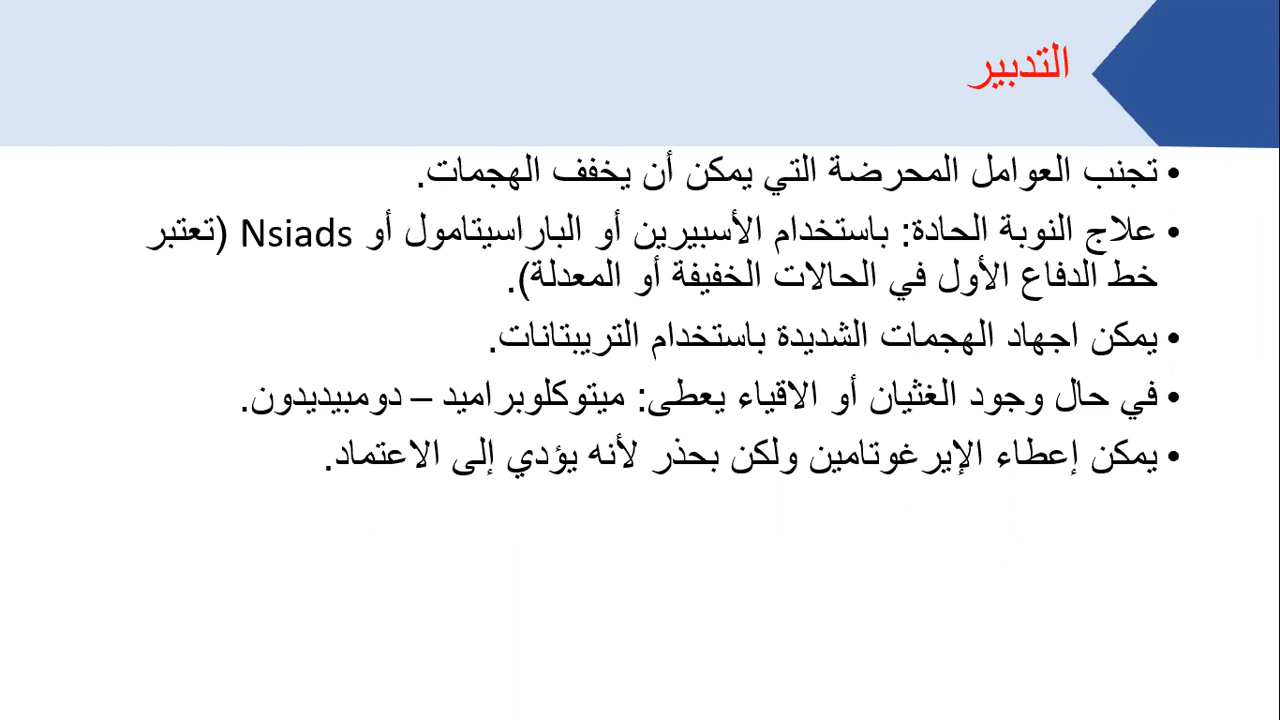 التدبير
• تجنب العوامل المحرضة التي يمكن أن يخفف الهجمات.
• علاج النوبة الحادة: باستخدام الأسبيرين أو الباراسيتامول أو Nsiads (تعتبر
خط الدفاع الأول في الحالات الخفيفة أو المعدلة).
• يمكن اجهاد الهجمات الشديدة باستخدام التريبتانات.
• في حال وجود الغثيان أو الاقياء يعطى: ميتوكلوبراميد – دومبيديدون.
• يمكن إعطاء الإيرغوتامين ولكن بحذر لأنه يؤدي إلى الاعتماد.